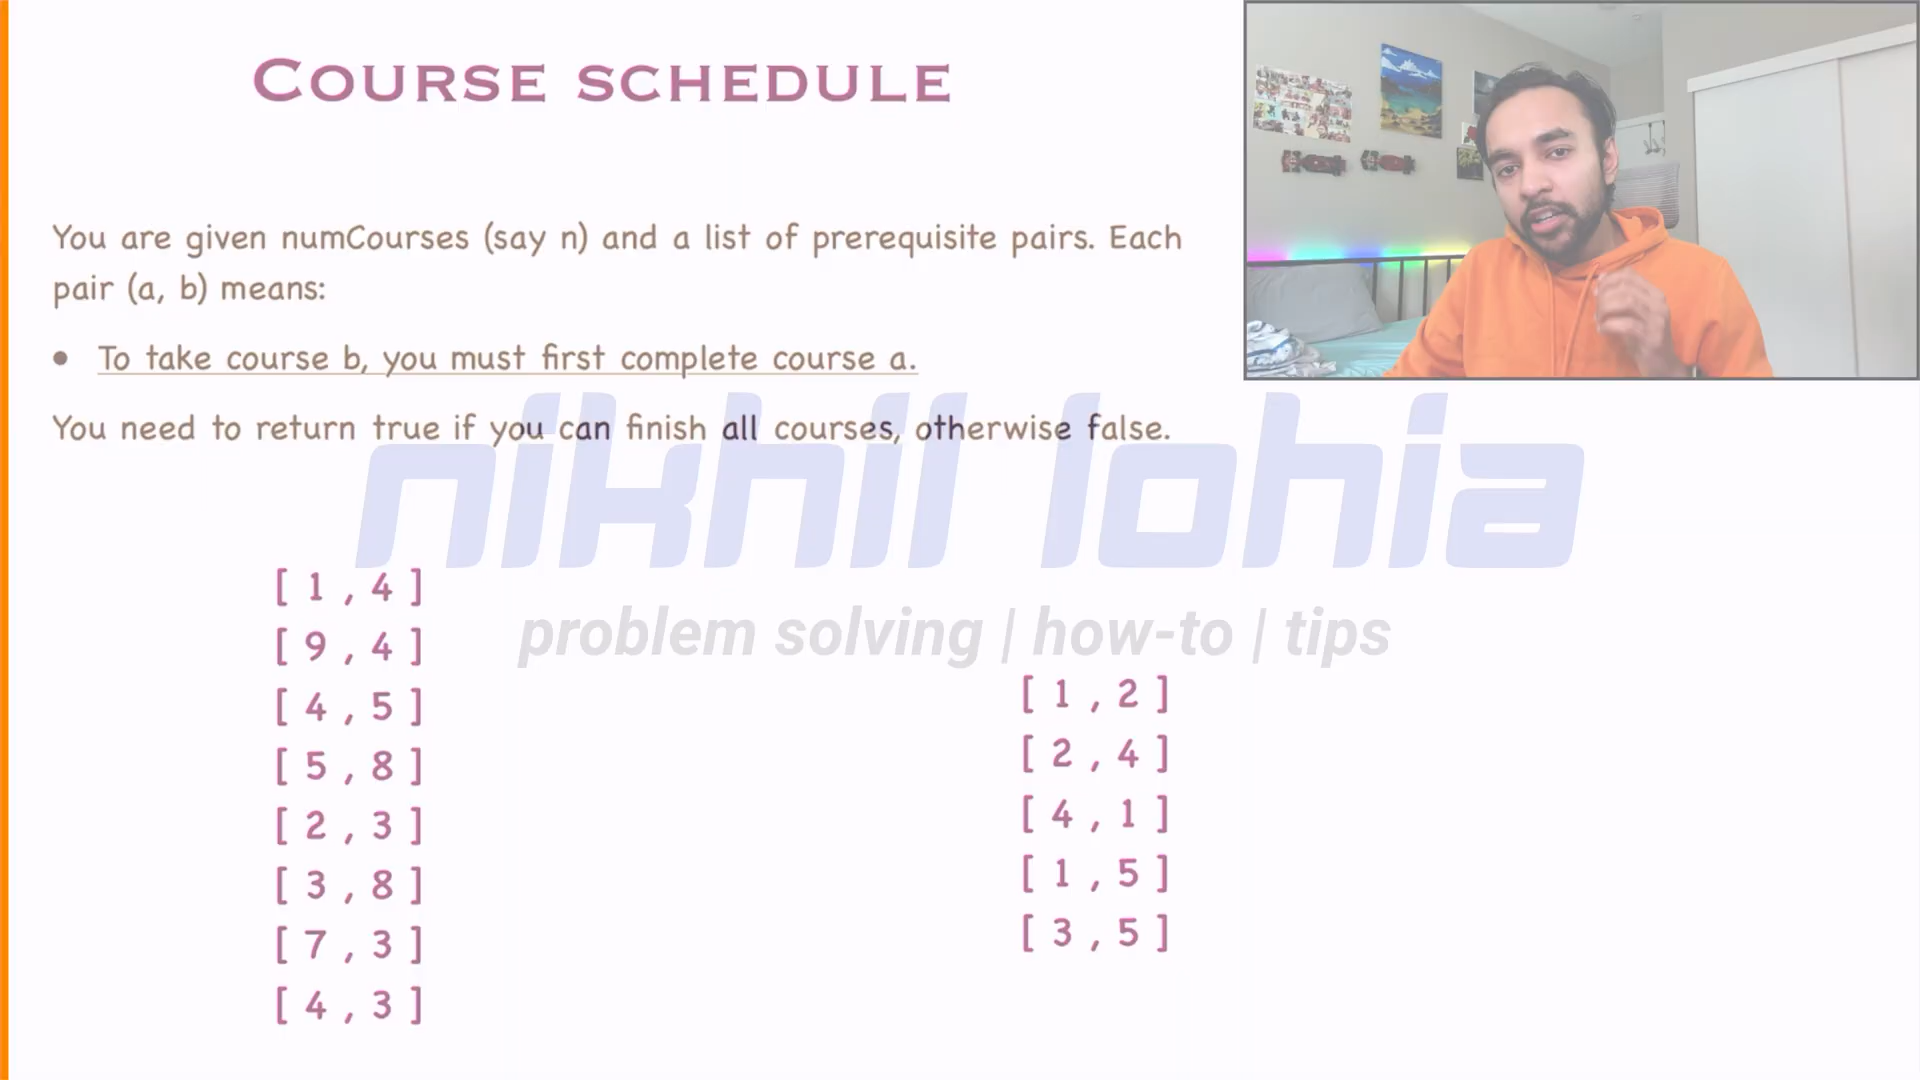 COURSE SCHEDULE
You are given numCourses (say n) and a list of prerequisite pairs. Each
pair (a, b) means:
• To take course b, you must first complete course a.
You need to return true if you can finish all courses, otherwise false.
nikhil lohia
problem solving | how-to | tips
[ 1 , 4 ]
[ 9 , 4 ]
[ 4 , 5 ]
[ 5 , 8 ]
[ 2 , 3 ]
[ 3 , 8 ]
[ 7 , 3 ]
[ 4 , 3 ]
[ 1 , 2 ]
[ 2 , 4 ]
[ 4 , 1 ]
[ 1 , 5 ]
[ 3 , 5 ]